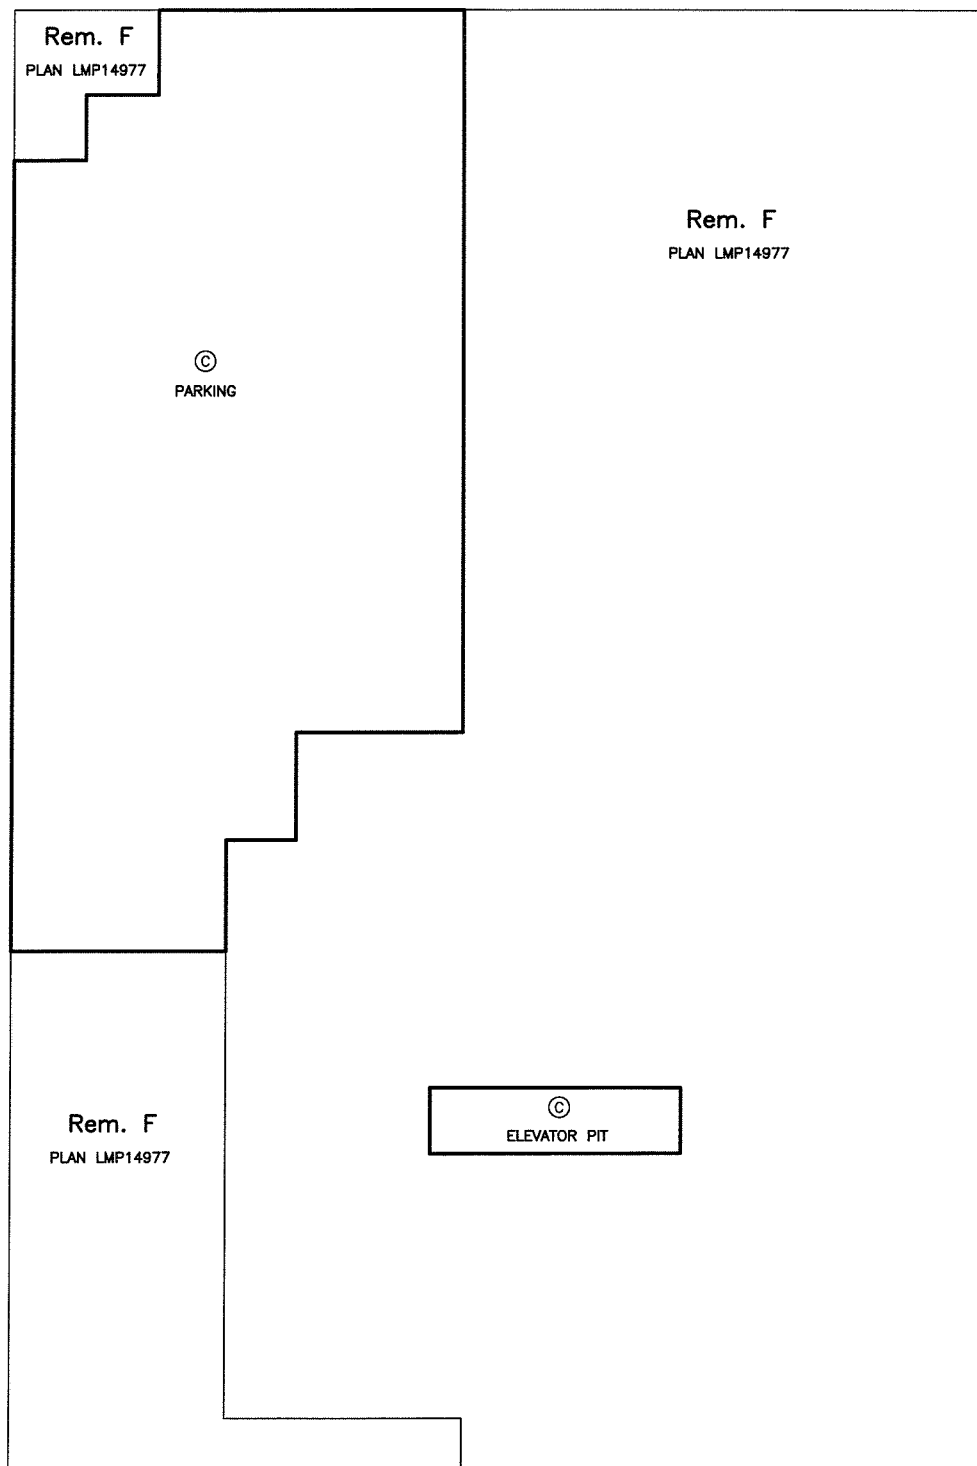 Rem. F
PLAN LMP14977
Rem. F
PLAN LMP14977
Ⓒ
PARKING
Ⓒ
ELEVATOR PIT
Rem. F
PLAN LMP14977